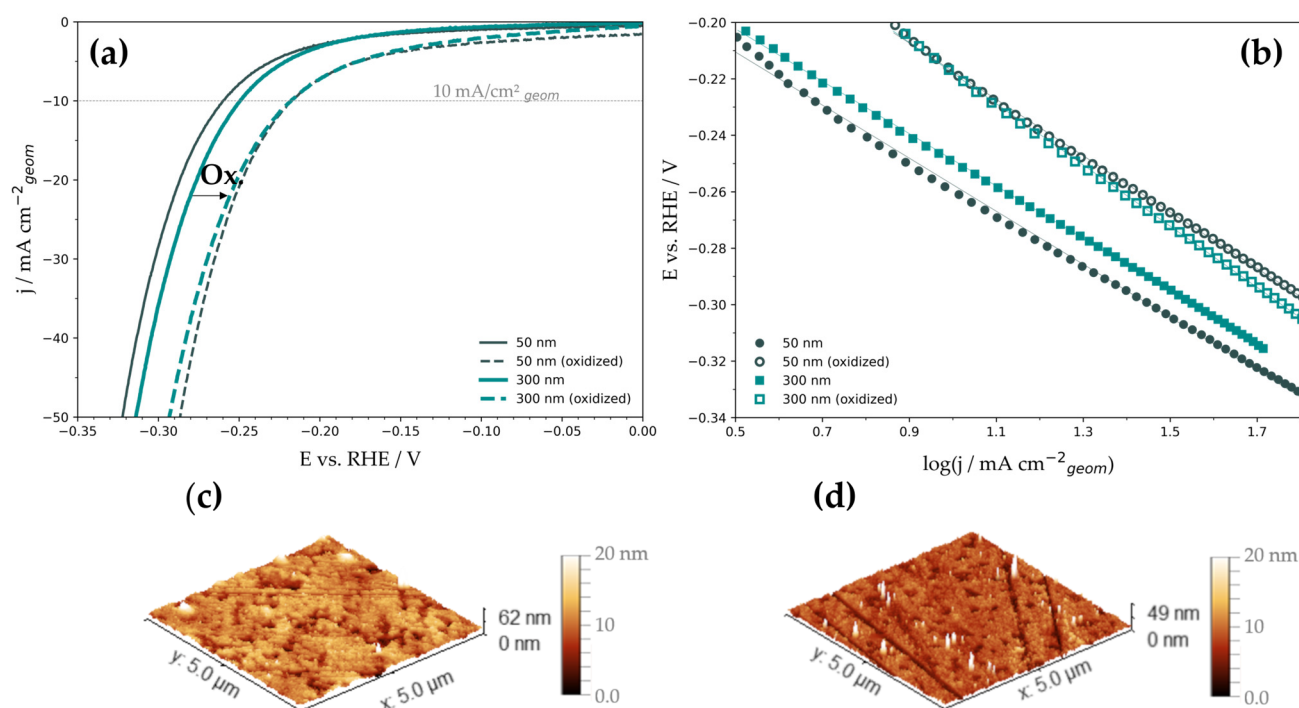 (a)
0
−10
−20
−30
−40
−50
j / mA cm⁻²geom
10 mA/cm² geom
Ox
50 nm
50 nm (oxidized)
300 nm
300 nm (oxidized)
−0.35 −0.30 −0.25 −0.20 −0.15 −0.10 −0.05 0.00
E vs. RHE / V
(b)
−0.20
−0.22
−0.24
−0.26
−0.28
−0.30
−0.32
−0.34
E vs. RHE / V
50 nm
50 nm (oxidized)
300 nm
300 nm (oxidized)
0.5 0.7 0.9 1.1 1.3 1.5 1.7
log(j / mA cm⁻²geom)
(c)
20 nm
10
0.0
62 nm
0 nm
y: 5.0 µm
x: 5.0 µm
(d)
20 nm
10
0.0
49 nm
0 nm
y: 5.0 µm
x: 5.0 µm